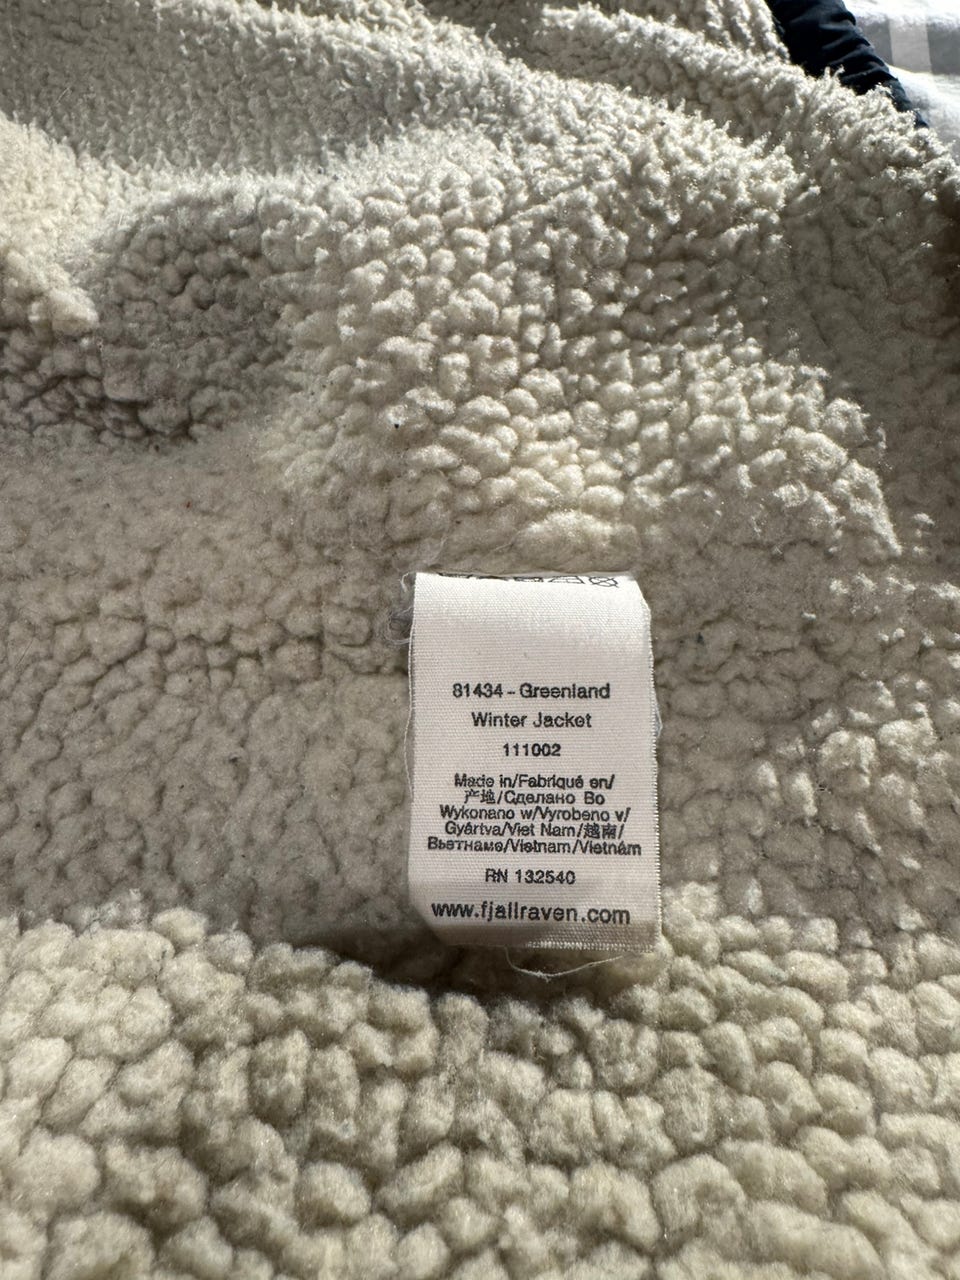 81434 - Greenland
Winter Jacket
111002
Made in/Fabriqué en/
产地/Сделано Во
Wykonano w/Vyrobeno v/
Gyártva/Viet Nam/越南/
Вьетнаме/Vietnam/Vietnám
RN 132540
www.fjallraven.com